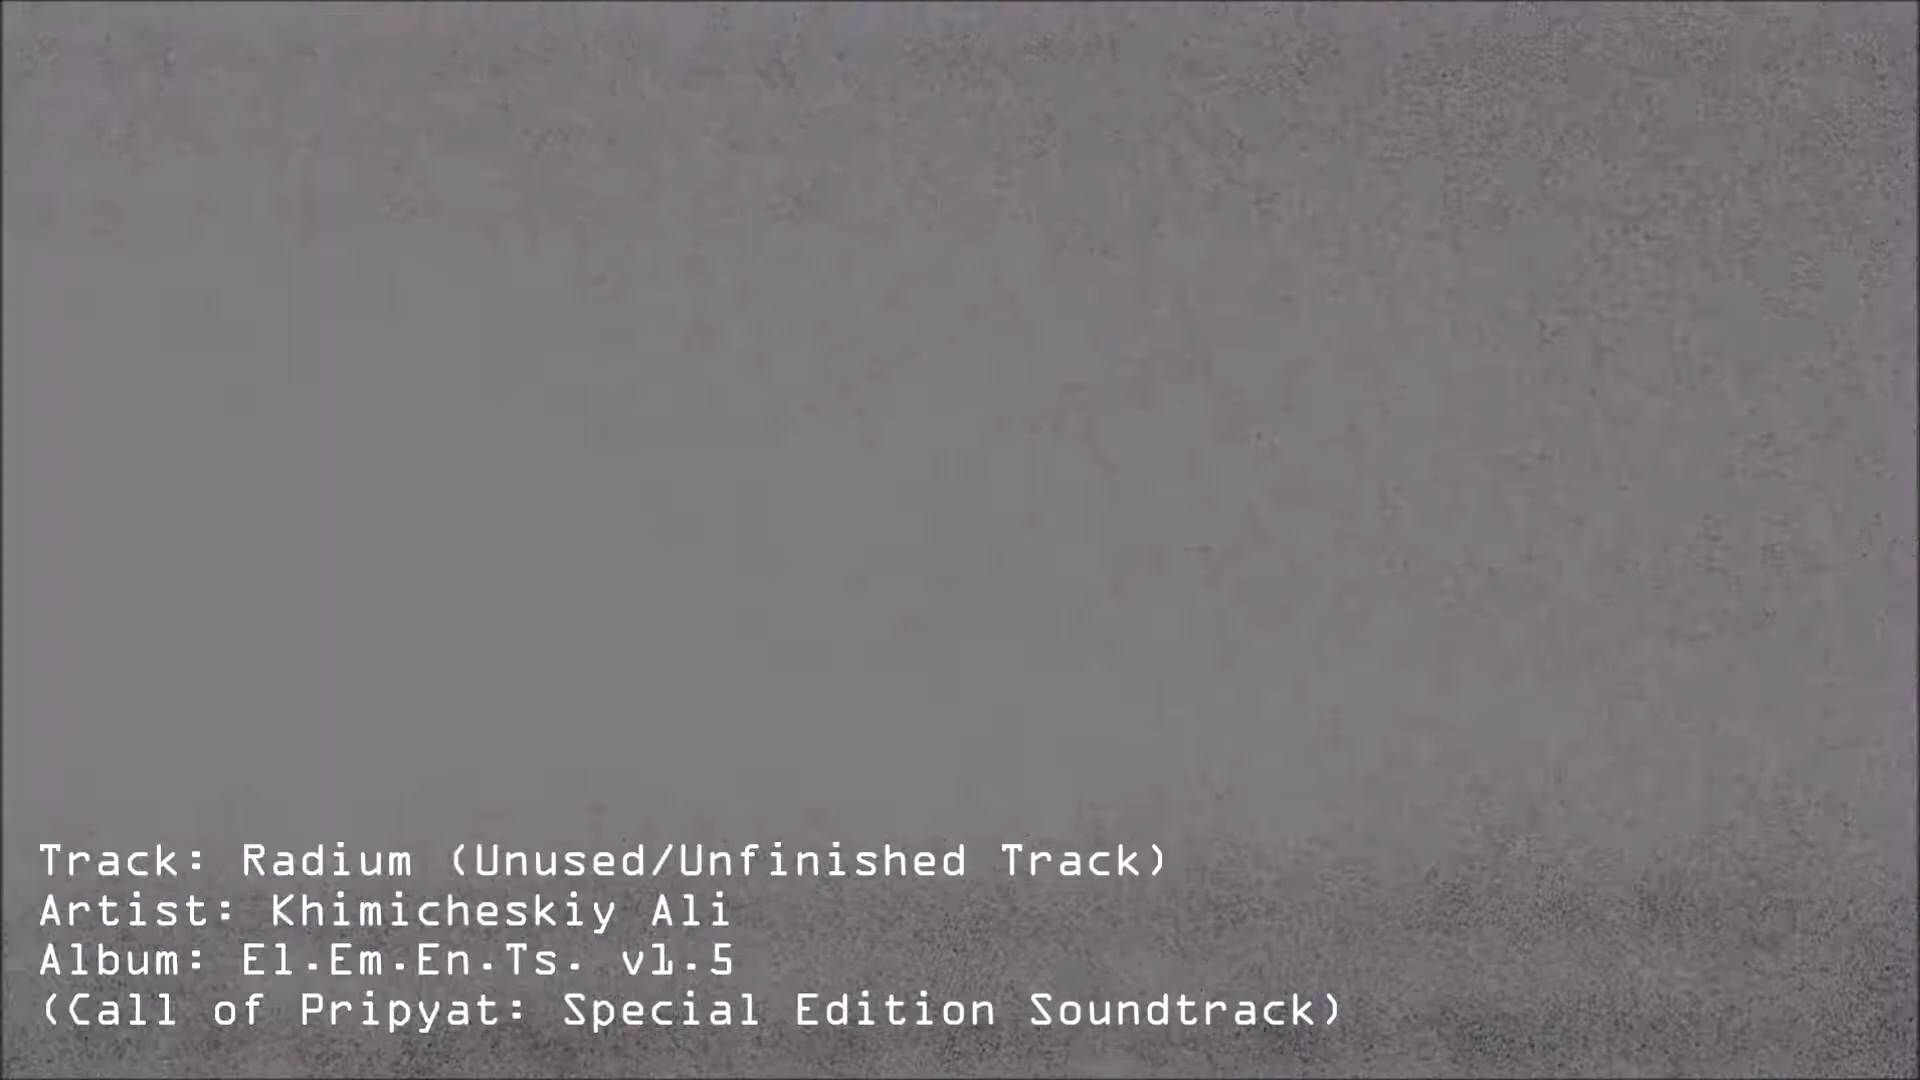 Track: Radium (Unused/Unfinished Track)
Artist: Khimicheskiy Ali
Album: El.Em.En.Ts. v1.5
(Call of Pripyat: Special Edition Soundtrack)